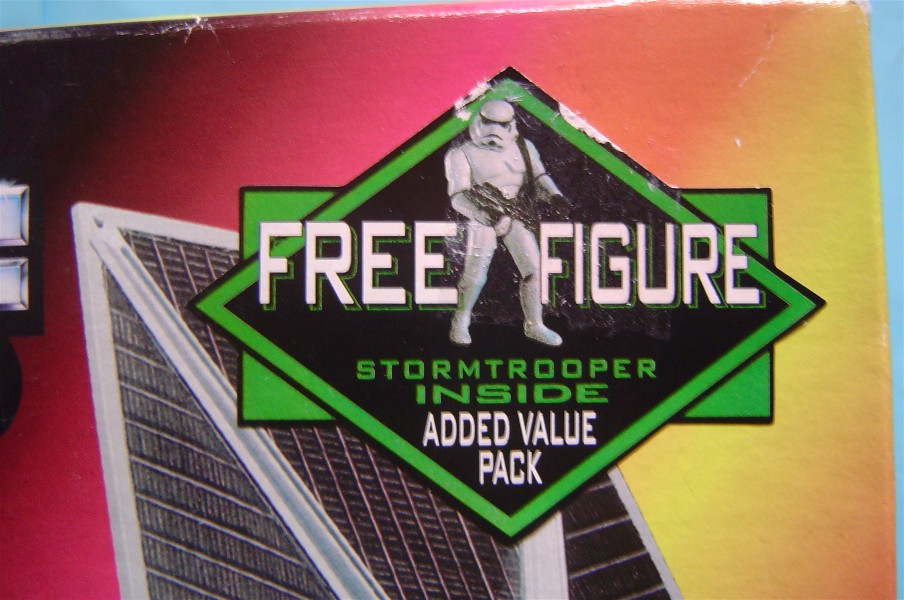 FREE FIGURE
STORMTROOPER
INSIDE
ADDED VALUE
PACK